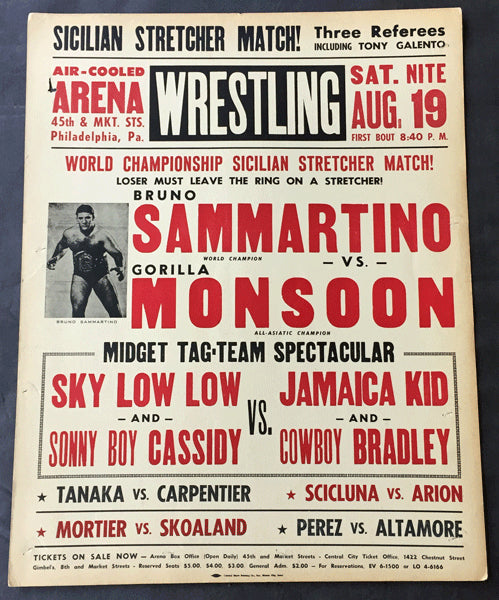 SICILIAN STRETCHER MATCH! Three Referees
INCLUDING TONY GALENTO
AIR-COOLED
ARENA
45th & MKT. STS.
Philadelphia, Pa.
WRESTLING
SAT. NITE
AUG. 19
FIRST BOUT 8:40 P. M.
WORLD CHAMPIONSHIP SICILIAN STRETCHER MATCH!
LOSER MUST LEAVE THE RING ON A STRETCHER!
BRUNO
SAMMARTINO
WORLD CHAMPION
– VS. –
GORILLA
MONSOON
ALL-ASIATIC CHAMPION
BRUNO SAMMARTINO
MIDGET TAG-TEAM SPECTACULAR
SKY LOW LOW
– AND –
SONNY BOY CASSIDY
VS.
JAMAICA KID
– AND –
COWBOY BRADLEY
★ TANAKA VS. CARPENTIER
★ SCICLUNA VS. ARION
★ MORTIER VS. SKOALAND
★ PEREZ VS. ALTAMORE
TICKETS ON SALE NOW — Arena Box Office (Open Daily) 45th and Market Streets - Central City Ticket Office, 1422 Chestnut Street
Gimbel's, 8th and Market Streets - Reserved Seats $5.00, $4.00, $3.00 General Adm. $2.00 — For Reservations, EV 6-1500 or LO 4-6166